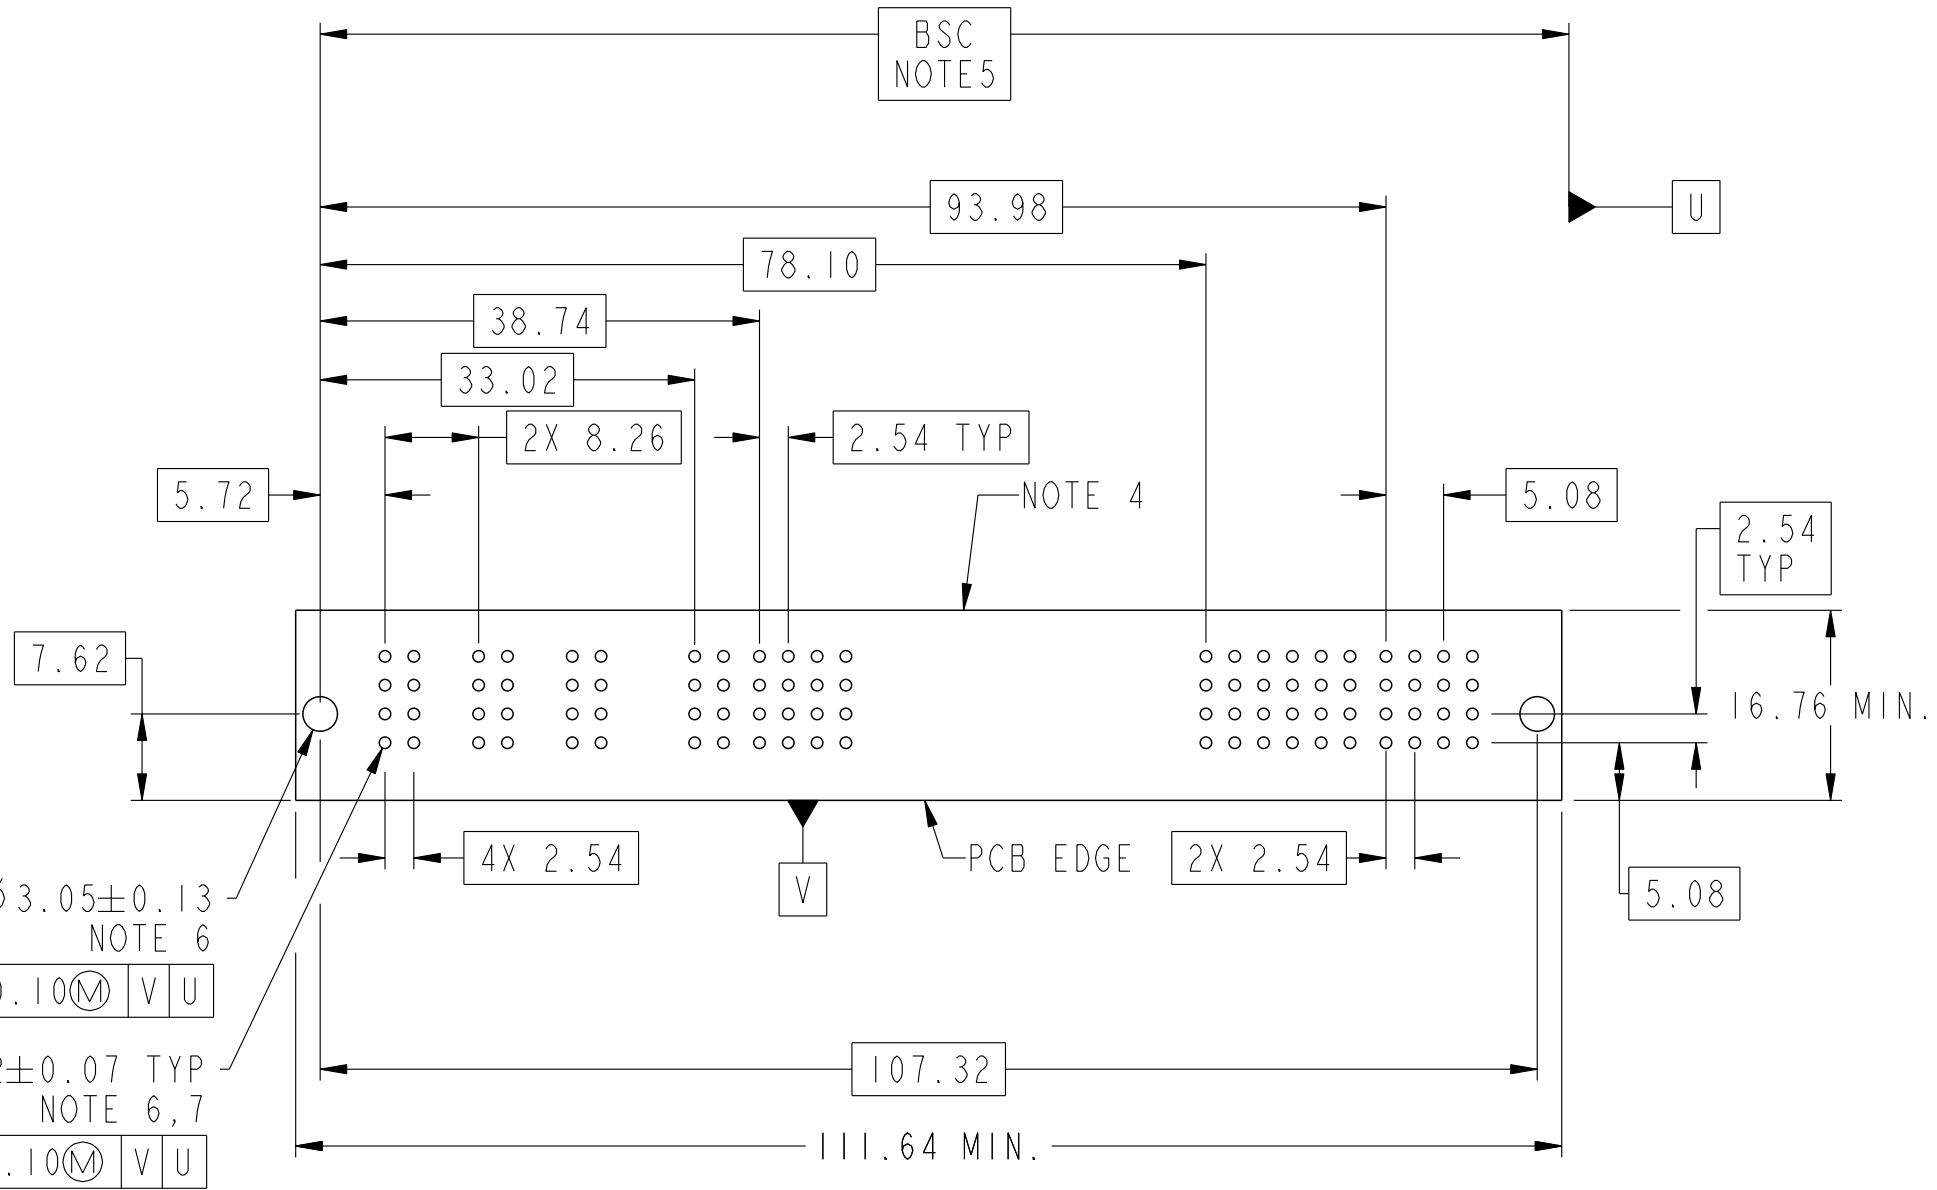 BSC
NOTE5
93.98
U
78.10
38.74
33.02
2X 8.26
2.54 TYP
5.72
NOTE 4
5.08
2.54
TYP
7.62
16.76 MIN.
4X 2.54
PCB EDGE
2X 2.54
V
5.08
3.05±0.13
NOTE 6
.10Ⓜ V U
±0.07 TYP
NOTE 6,7
.10Ⓜ V U
107.32
111.64 MIN.